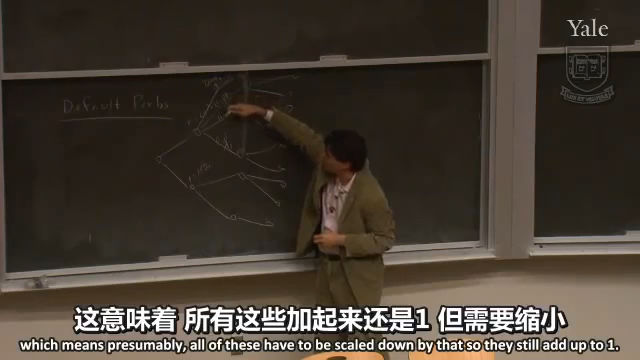 Yale
Default Probs
这意味着 所有这些加起来还是1 但需要缩小
which means presumably, all of these have to be scaled down by that so they still add up to 1.